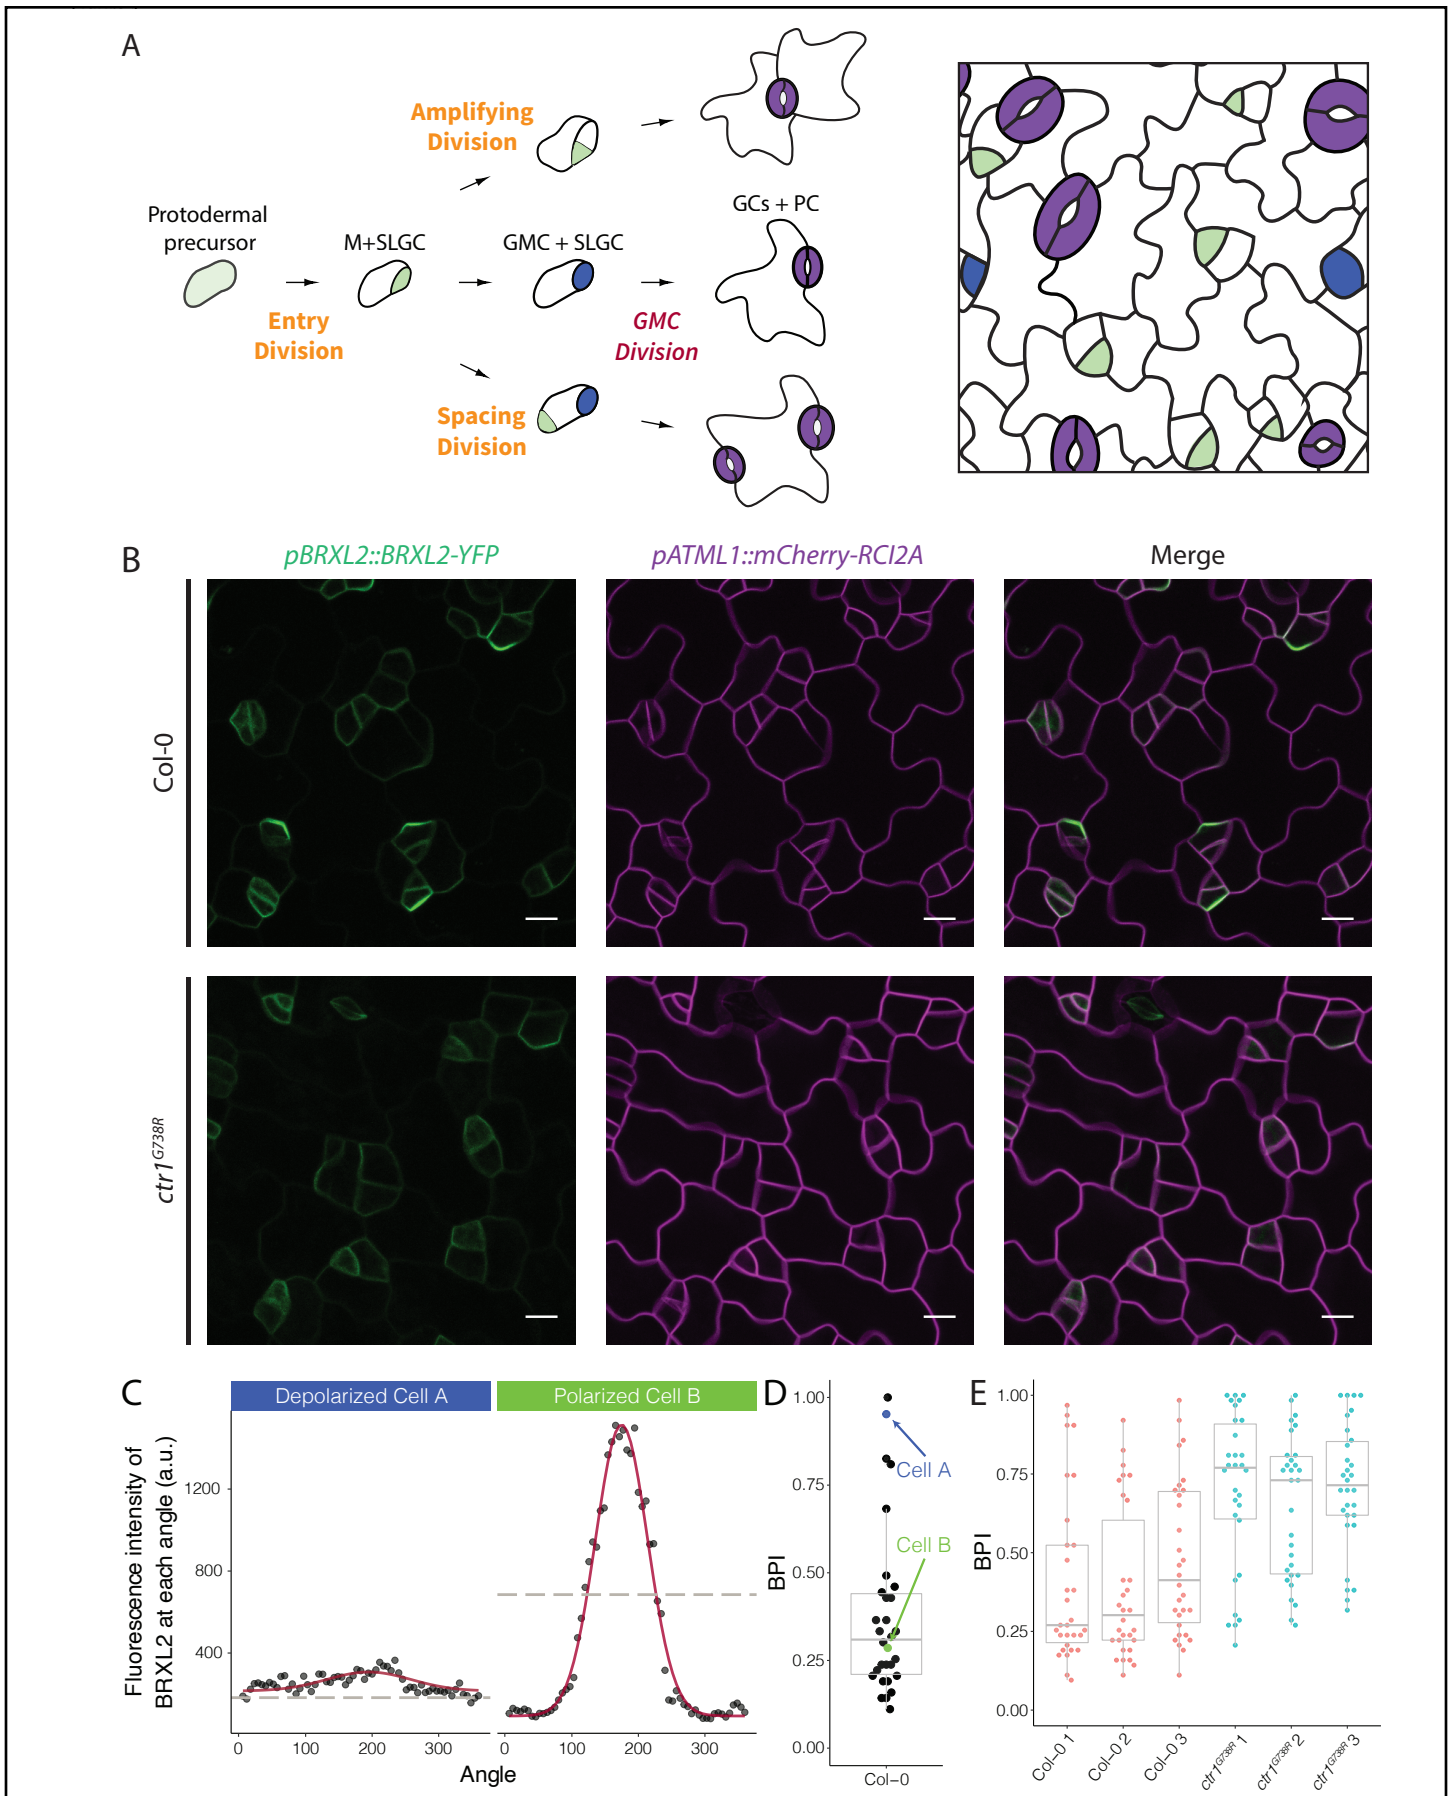 A
Amplifying
Division
Protodermal
precursor
M+SLGC
GMC + SLGC
GCs + PC
Entry
Division
GMC
Division
Spacing
Division
B
pBRXL2::BRXL2-YFP
pATML1::mCherry-RCI2A
Merge
Col-0
ctr1G738R
C
Depolarized Cell A
Polarized Cell B
Fluorescence intensity of
BRXL2 at each angle (a.u.)
1200
800
400
0 100 200 300
0 100 200 300
Angle
D
BPI
1.00
0.75
0.50
0.25
0.00
Cell A
Cell B
Col–0
E
BPI
1.00
0.75
0.50
0.25
0.00
Col–0 1
Col–0 2
Col–0 3
ctr1G738R 1
ctr1G738R 2
ctr1G738R 3